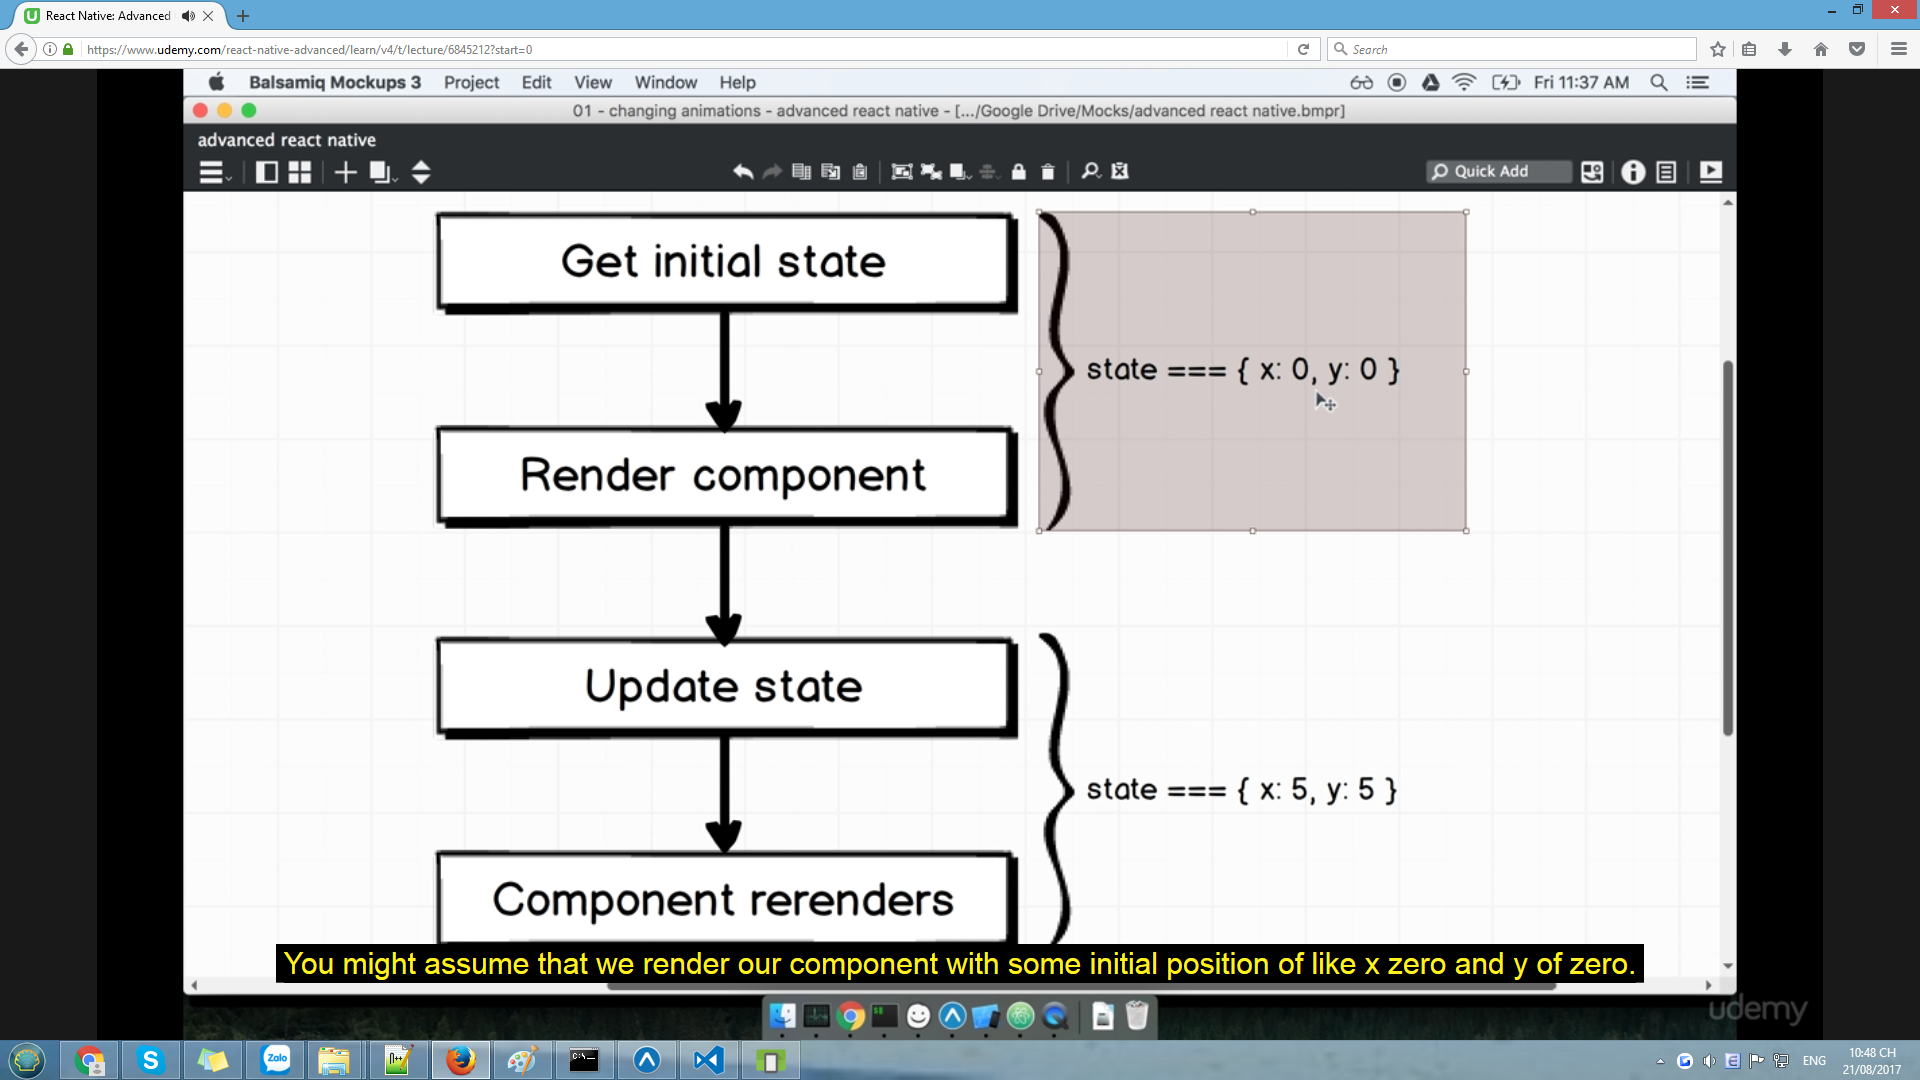 React Native: Advanced
https://www.udemy.com/react-native-advanced/learn/v4/t/lecture/6845212?start=0
Search
Balsamiq Mockups 3 Project Edit View Window Help
Fri 11:37 AM
01 - changing animations - advanced react native - [.../Google Drive/Mocks/advanced react native.bmpr]
advanced react native
Quick Add
Get initial state
state === { x: 0, y: 0 }
Render component
Update state
state === { x: 5, y: 5 }
Component rerenders
You might assume that we render our component with some initial position of like x zero and y of zero.
udemy
Zalo
ENG
10:48 CH
21/08/2017